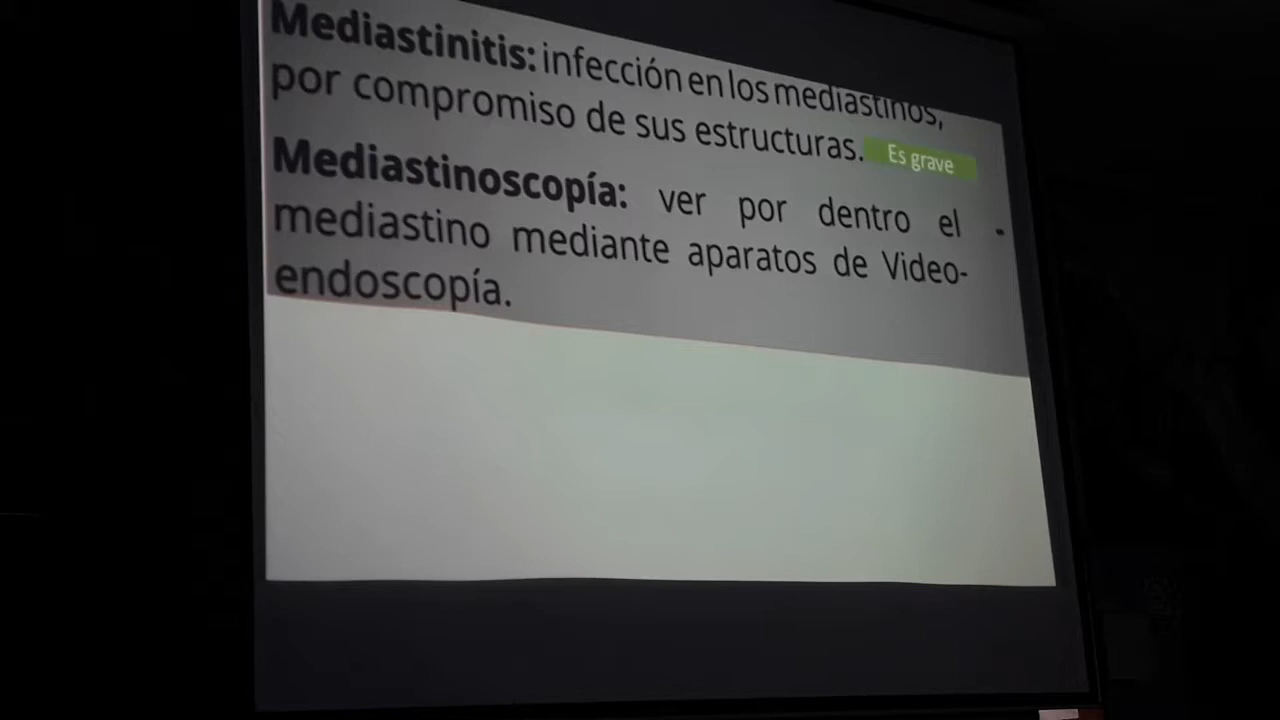 Mediastinitis: infección en los mediastinos,
por compromiso de sus estructuras. Es grave
Mediastinoscopía: ver por dentro el
mediastino mediante aparatos de Video-
endoscopía.